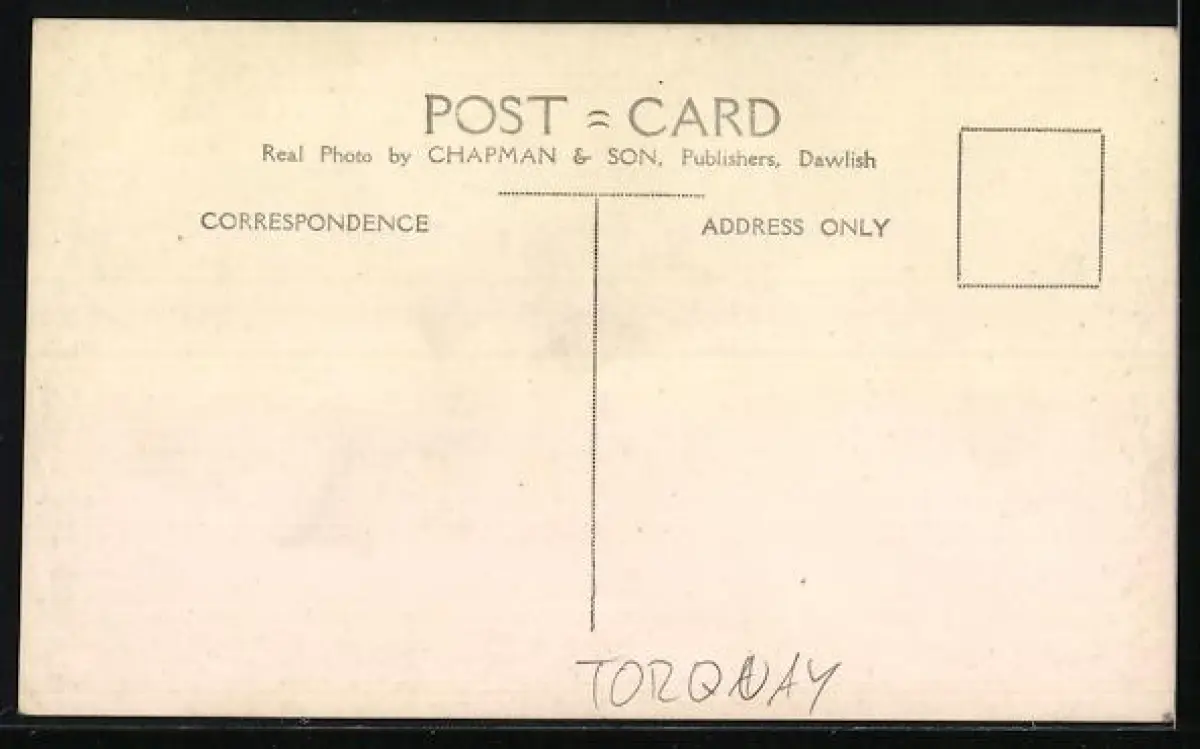 POST = CARD
Real Photo by CHAPMAN & SON, Publishers, Dawlish
CORRESPONDENCE
ADDRESS ONLY
TORQUAY